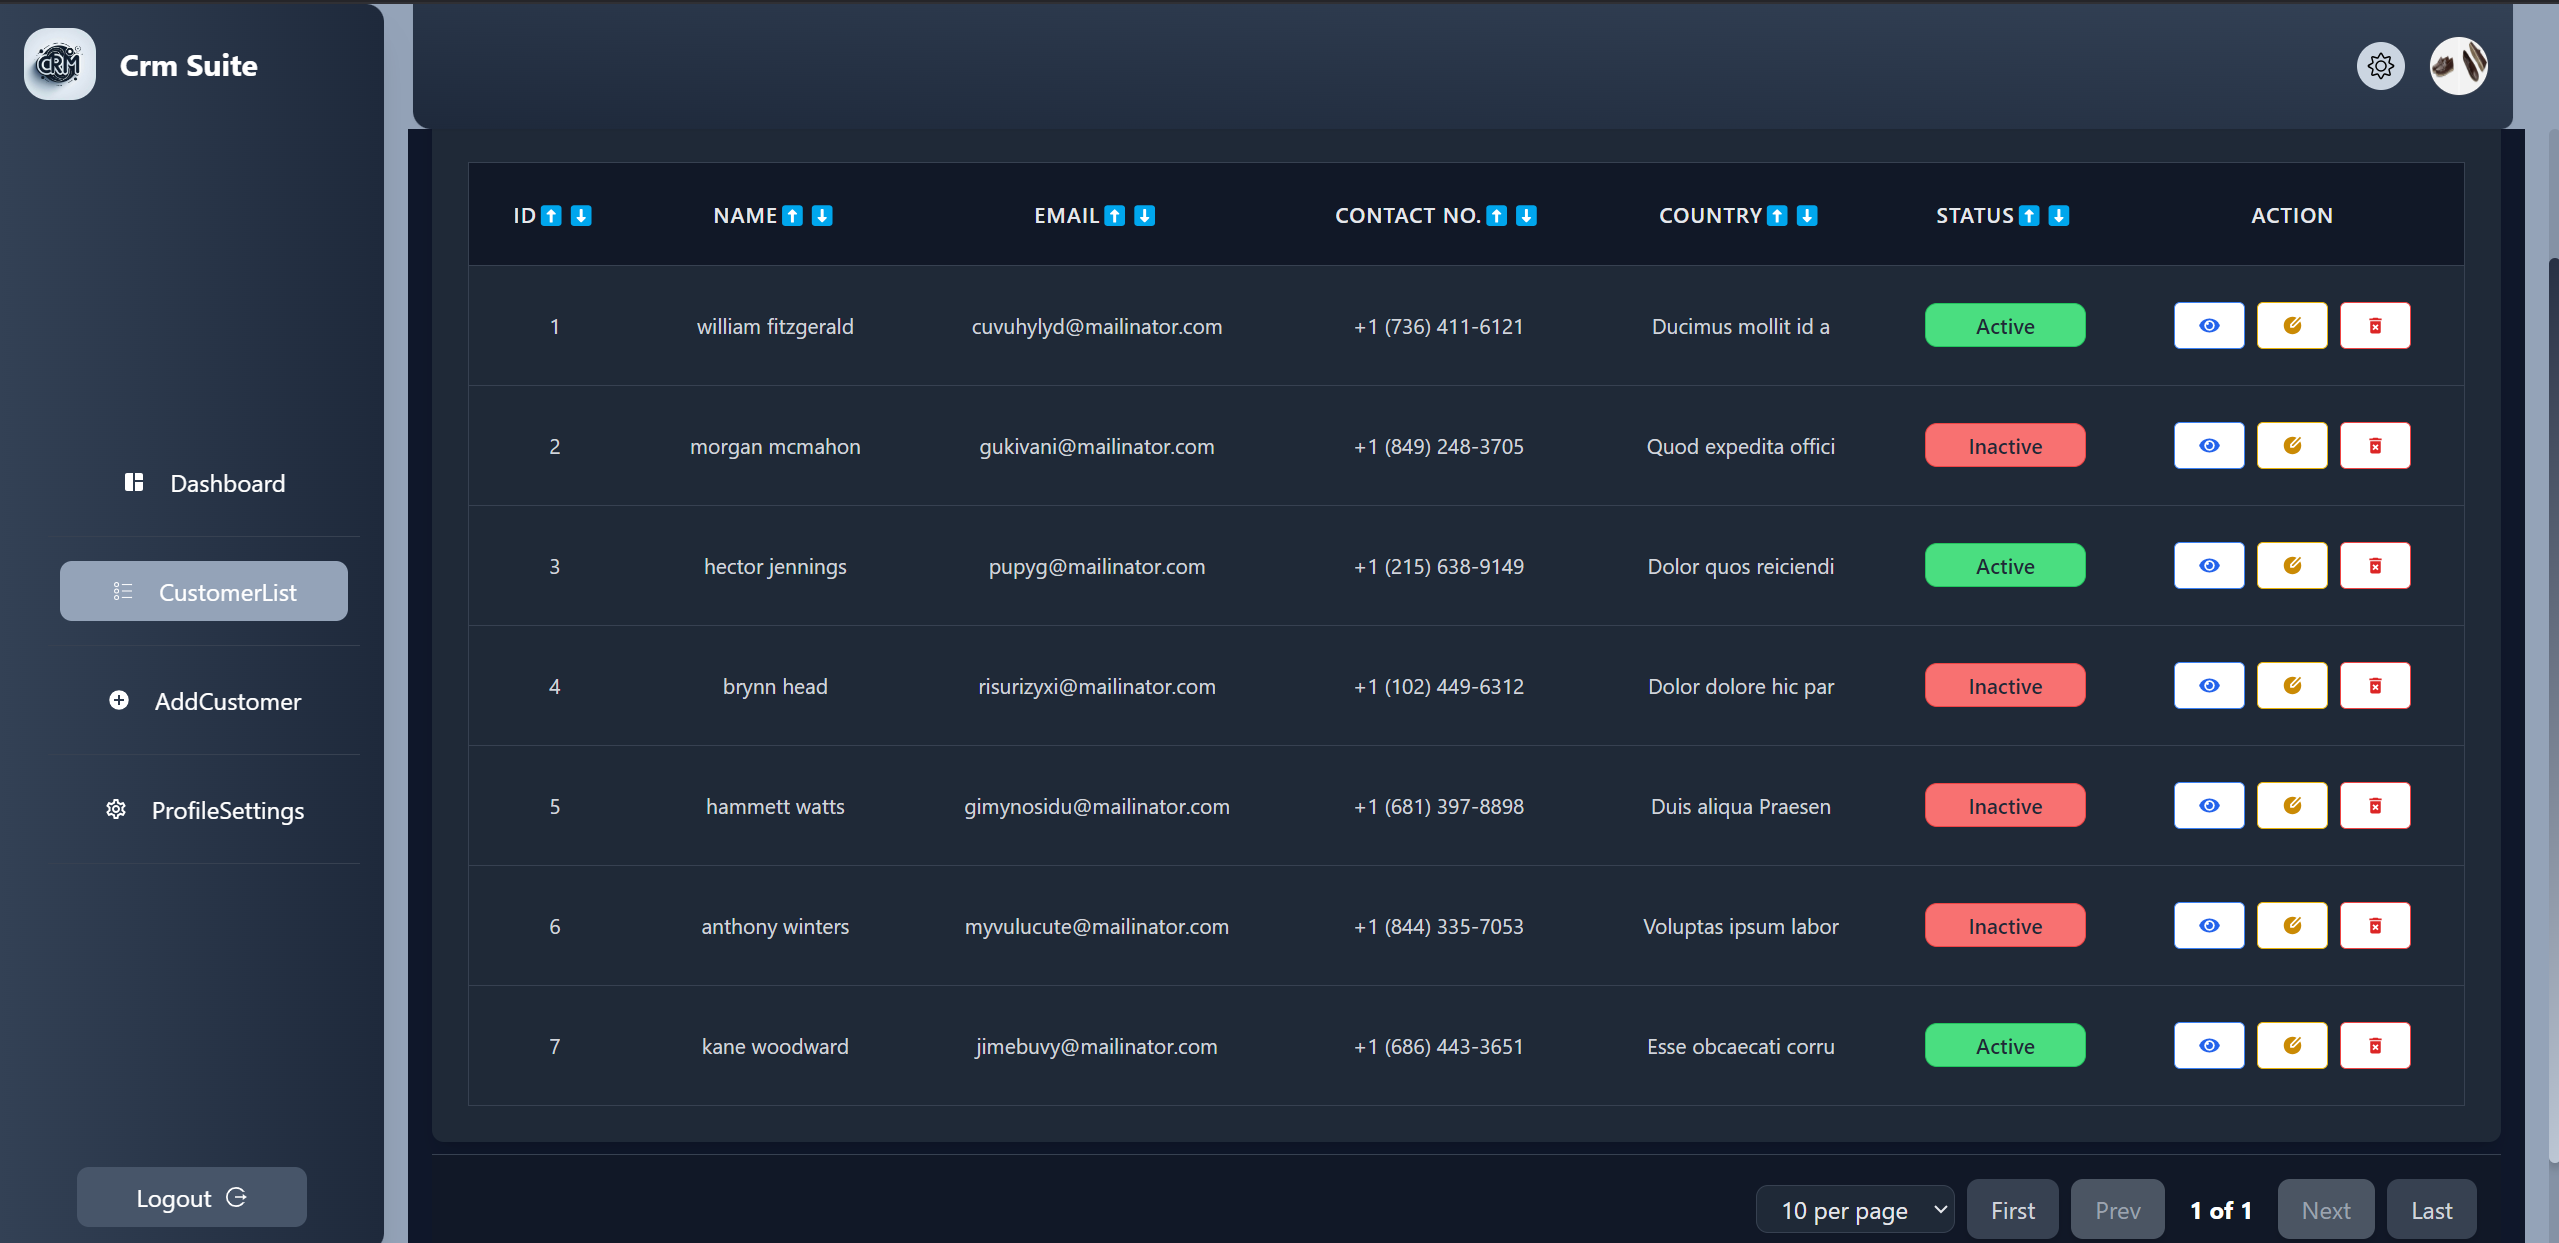 CRM
Crm Suite
Dashboard
CustomerList
AddCustomer
ProfileSettings
Logout
ID NAME EMAIL CONTACT NO. COUNTRY STATUS ACTION
1 william fitzgerald cuvuhylyd@mailinator.com +1 (736) 411-6121 Ducimus mollit id a Active
2 morgan mcmahon gukivani@mailinator.com +1 (849) 248-3705 Quod expedita offici Inactive
3 hector jennings pupyg@mailinator.com +1 (215) 638-9149 Dolor quos reiciendi Active
4 brynn head risurizyxi@mailinator.com +1 (102) 449-6312 Dolor dolore hic par Inactive
5 hammett watts gimynosidu@mailinator.com +1 (681) 397-8898 Duis aliqua Praesen Inactive
6 anthony winters myvulucute@mailinator.com +1 (844) 335-7053 Voluptas ipsum labor Inactive
7 kane woodward jimebuvy@mailinator.com +1 (686) 443-3651 Esse obcaecati corru Active
10 per page First Prev 1 of 1 Next Last